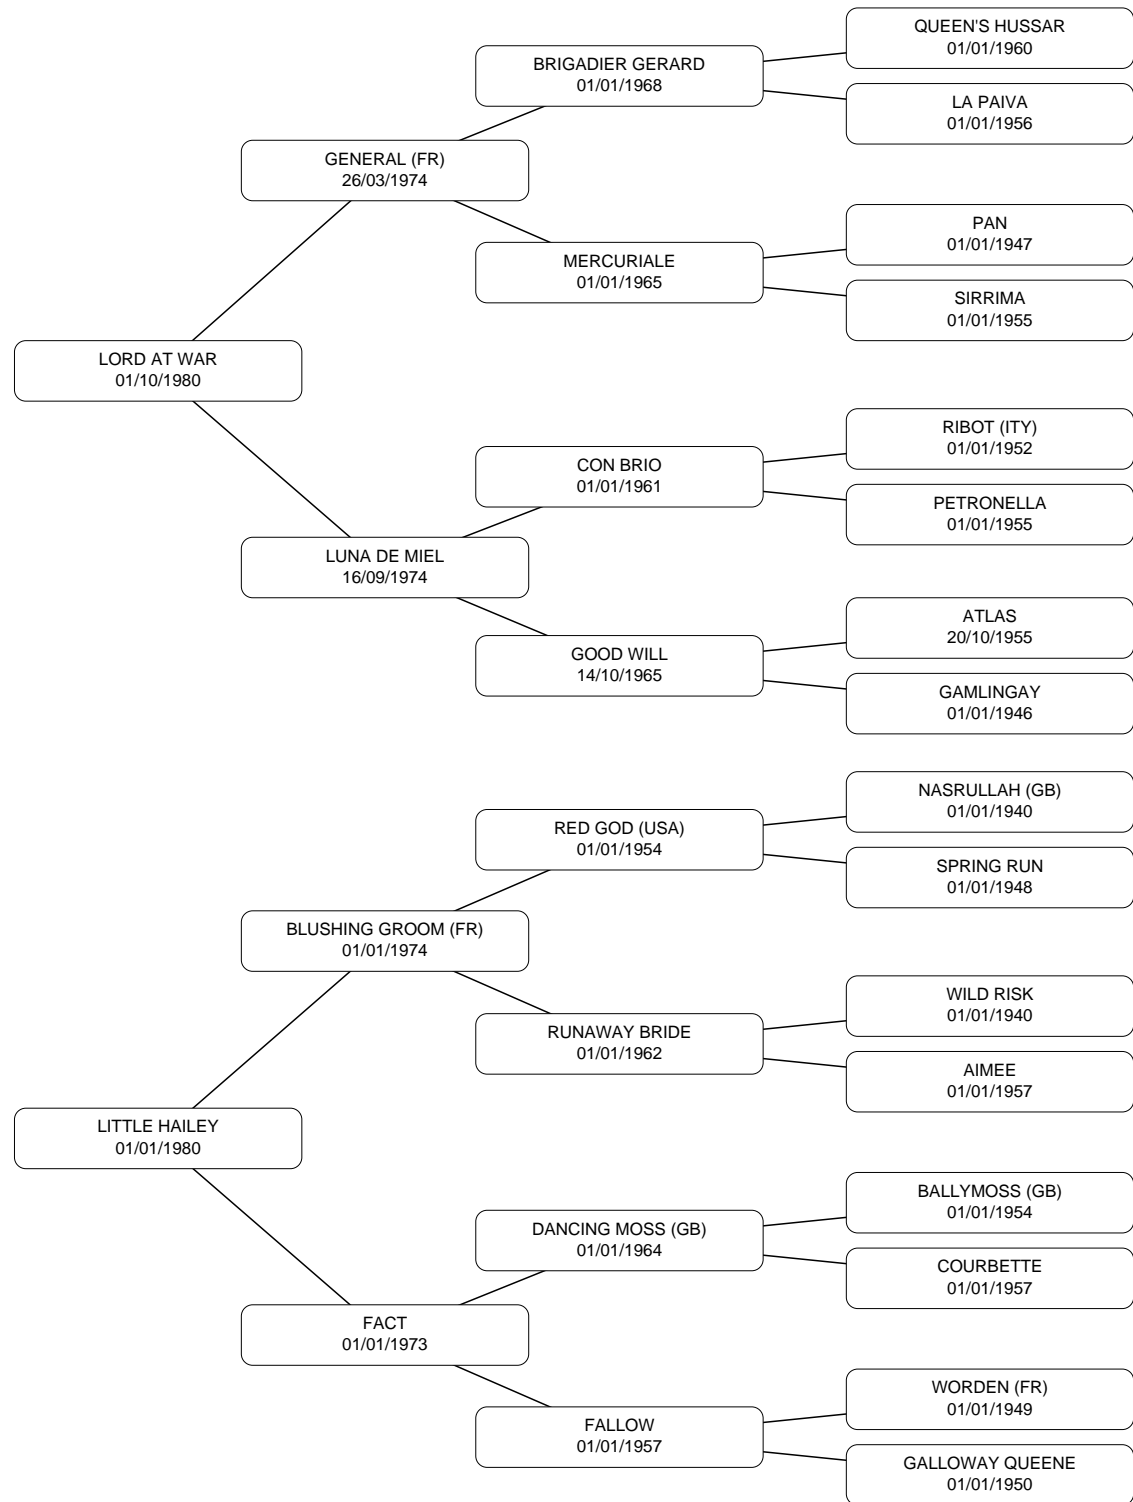 QUEEN'S HUSSAR
01/01/1960
BRIGADIER GERARD
01/01/1968
LA PAIVA
01/01/1956
GENERAL (FR)
26/03/1974
PAN
01/01/1947
MERCURIALE
01/01/1965
SIRRIMA
01/01/1955
LORD AT WAR
01/10/1980
RIBOT (ITY)
01/01/1952
CON BRIO
01/01/1961
PETRONELLA
01/01/1955
LUNA DE MIEL
16/09/1974
ATLAS
20/10/1955
GOOD WILL
14/10/1965
GAMLINGAY
01/01/1946
NASRULLAH (GB)
01/01/1940
RED GOD (USA)
01/01/1954
SPRING RUN
01/01/1948
BLUSHING GROOM (FR)
01/01/1974
WILD RISK
01/01/1940
RUNAWAY BRIDE
01/01/1962
AIMEE
01/01/1957
LITTLE HAILEY
01/01/1980
BALLYMOSS (GB)
01/01/1954
DANCING MOSS (GB)
01/01/1964
COURBETTE
01/01/1957
FACT
01/01/1973
WORDEN (FR)
01/01/1949
FALLOW
01/01/1957
GALLOWAY QUEENE
01/01/1950